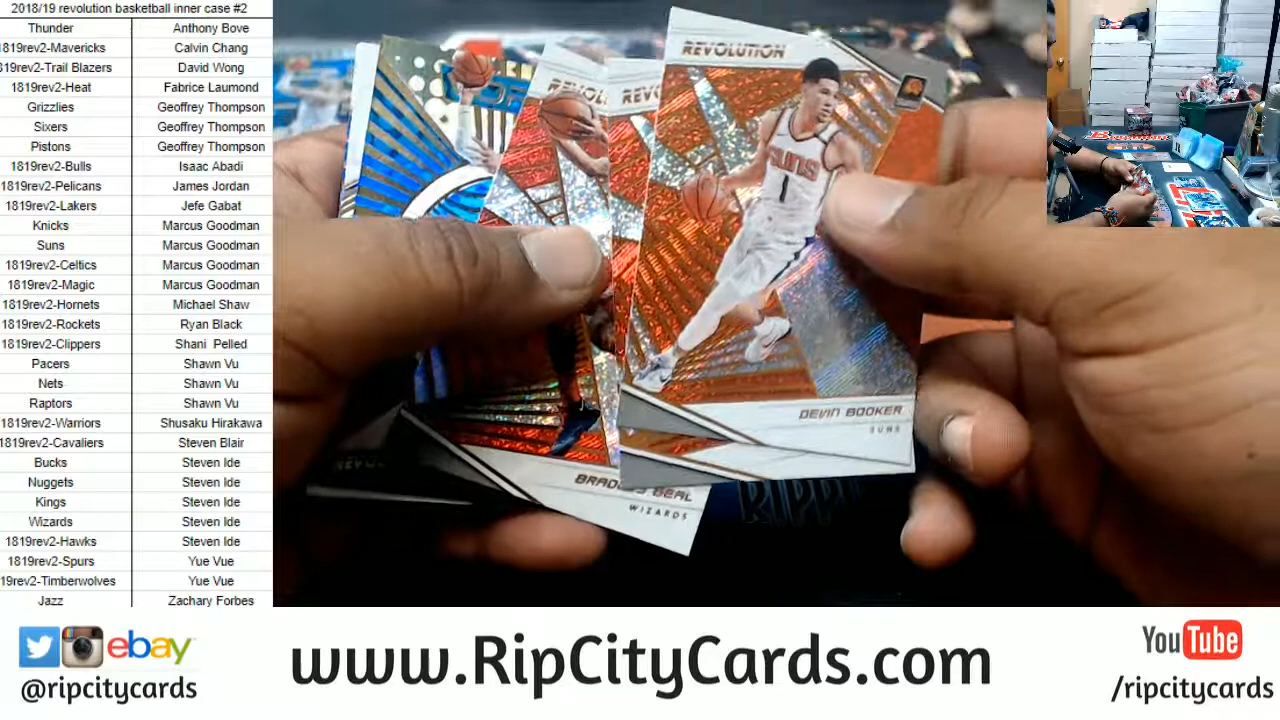 2018/19 revolution basketball inner case #2
Thunder Anthony Bove
1819rev2-Mavericks Calvin Chang
19rev2-Trail Blazers David Wong
1819rev2-Heat Fabrice Laumond
Grizzlies Geoffrey Thompson
Sixers Geoffrey Thompson
Pistons Geoffrey Thompson
1819rev2-Bulls Isaac Abadi
1819rev2-Pelicans James Jordan
1819rev2-Lakers Jefe Gabat
Knicks Marcus Goodman
Suns Marcus Goodman
1819rev2-Celtics Marcus Goodman
1819rev2-Magic Marcus Goodman
1819rev2-Hornets Michael Shaw
1819rev2-Rockets Ryan Black
1819rev2-Clippers Shani Pelled
Pacers Shawn Vu
Nets Shawn Vu
Raptors Shawn Vu
1819rev2-Warriors Shusaku Hirakawa
1819rev2-Cavaliers Steven Blair
Bucks Steven Ide
Nuggets Steven Ide
Kings Steven Ide
Wizards Steven Ide
1819rev2-Hawks Steven Ide
1819rev2-Spurs Yue Vue
19rev2-Timberwolves Yue Vue
Jazz Zachary Forbes
REVOLUTION
SUNS
1
DEVIN BOOKER
SUNS
BRADLEY BEAL
WIZARDS
RIPP
ebay
@ripcitycards
www.RipCityCards.com
YouTube
/ripcitycards